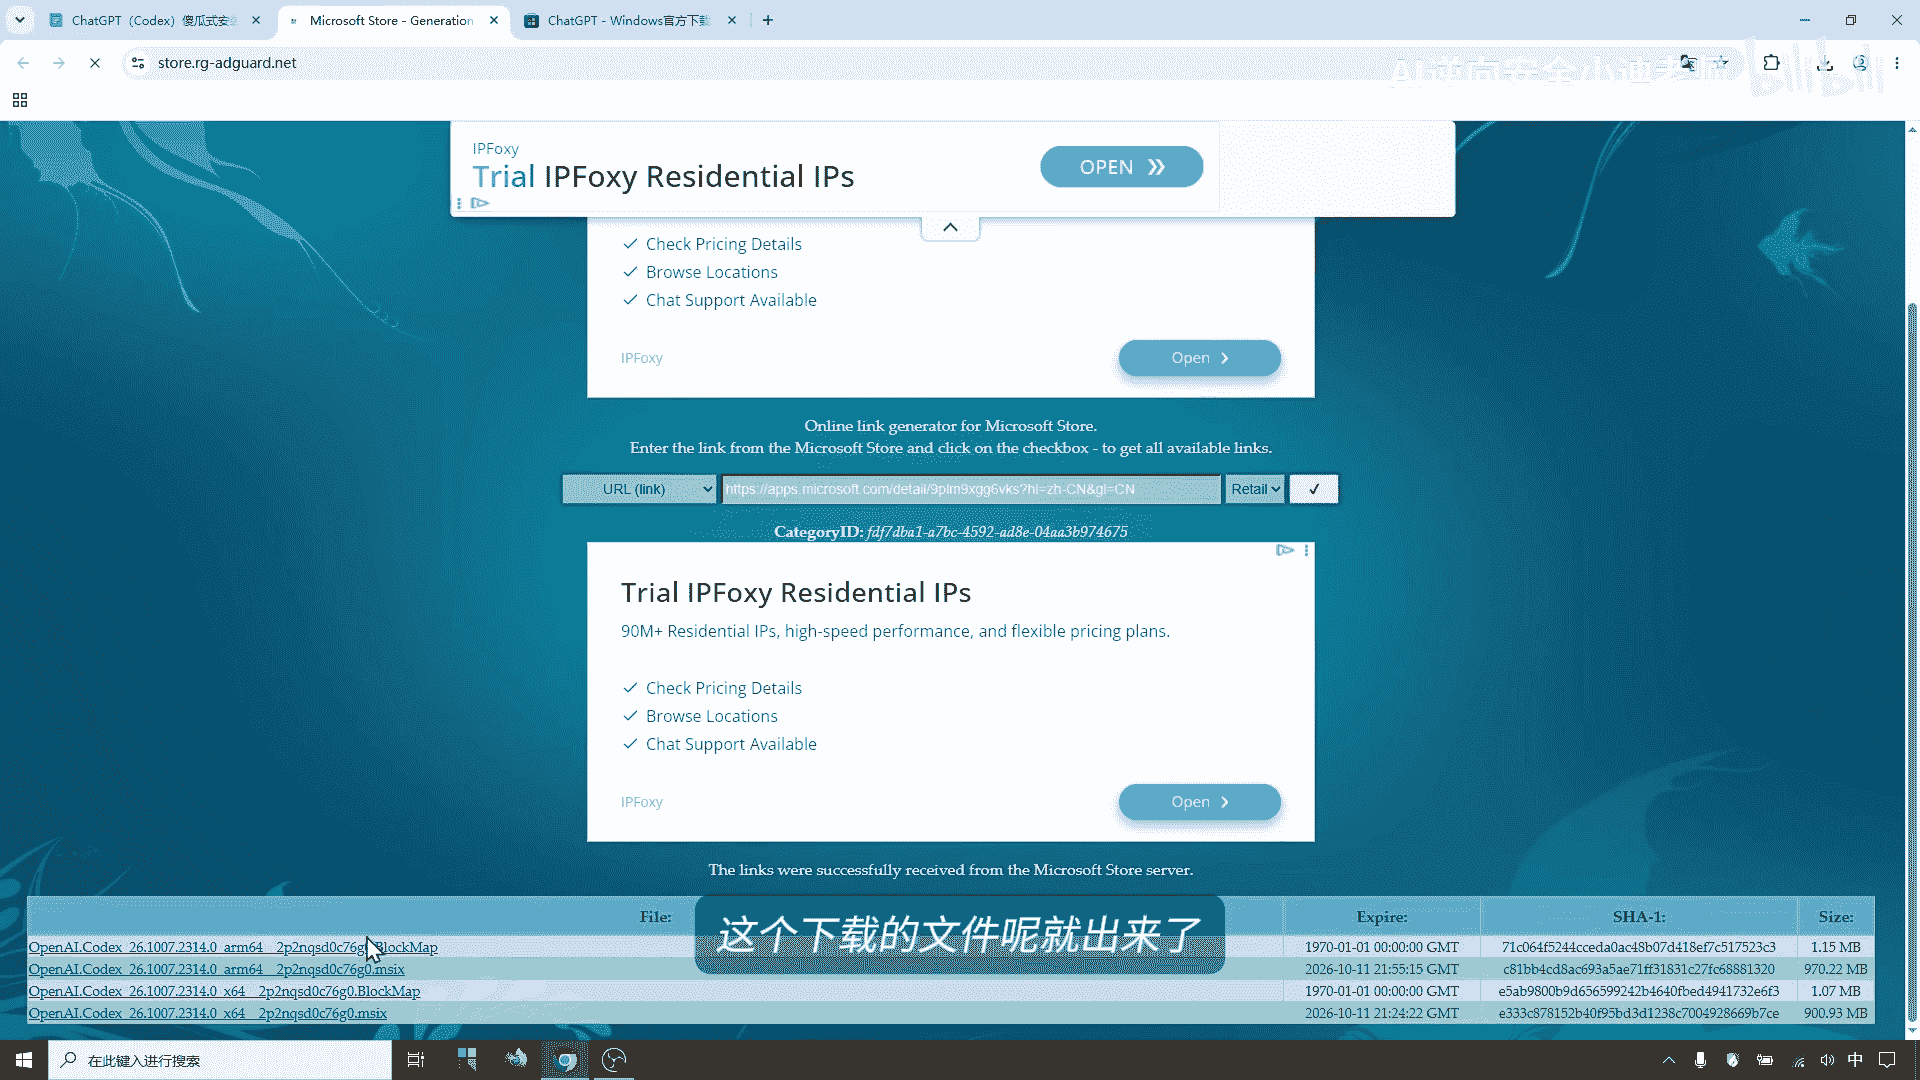 ChatGPT（Codex）傻瓜式安
Microsoft Store - Generation
ChatGPT - Windows官方下载
store.rg-adguard.net
AI逆向安全小迪老师
bilibili
IPFoxy
Trial IPFoxy Residential IPs
OPEN
Check Pricing Details
Browse Locations
Chat Support Available
IPFoxy
Open
Online link generator for Microsoft Store.
Enter the link from the Microsoft Store and click on the checkbox - to get all available links.
URL (link) https://apps.microsoft.com/detail/9plm9xgg6vks?hl=zh-CN&gl=CN Retail ✓
CategoryID: fdf7dba1-a7bc-4592-ad8e-04aa3b974675
Trial IPFoxy Residential IPs
90M+ Residential IPs, high-speed performance, and flexible pricing plans.
Check Pricing Details
Browse Locations
Chat Support Available
IPFoxy
Open
The links were successfully received from the Microsoft Store server.
File: Expire: SHA-1: Size:
这个下载的文件呢就出来了
OpenAI.Codex_26.1007.2314.0_arm64__2p2nqsd0c76g0.BlockMap 1970-01-01 00:00:00 GMT 71c064f5244cceda0ac48b07d418ef7c517523c3 1.15 MB
OpenAI.Codex_26.1007.2314.0_arm64__2p2nqsd0c76g0.msix 2026-10-11 21:55:15 GMT c81bb4cd8ac693a5ae71ff31831c27fc68881320 970.22 MB
OpenAI.Codex_26.1007.2314.0_x64__2p2nqsd0c76g0.BlockMap 1970-01-01 00:00:00 GMT e5ab9800b9d656599242b4640fbed4941732e6f3 1.07 MB
OpenAI.Codex_26.1007.2314.0_x64__2p2nqsd0c76g0.msix 2026-10-11 21:24:22 GMT e333c878152b40f95bd3d1238c7004928669b7ce 900.93 MB
在此键入进行搜索
中